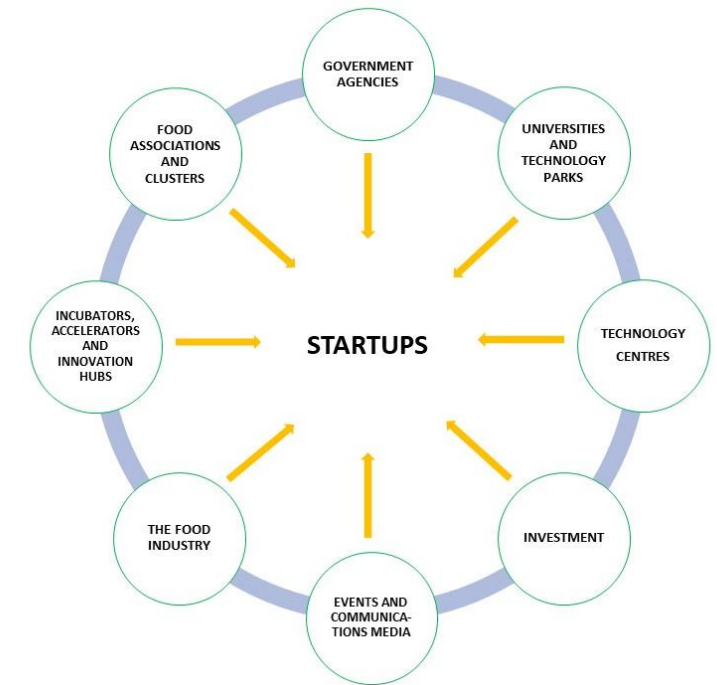 GOVERNMENT
AGENCIES
UNIVERSITIES
AND
TECHNOLOGY
PARKS
TECHNOLOGY
CENTRES
INVESTMENT
EVENTS AND
COMMUNICA-
TIONS MEDIA
THE FOOD
INDUSTRY
INCUBATORS,
ACCELERATORS
AND
INNOVATION
HUBS
FOOD
ASSOCIATIONS
AND
CLUSTERS
STARTUPS